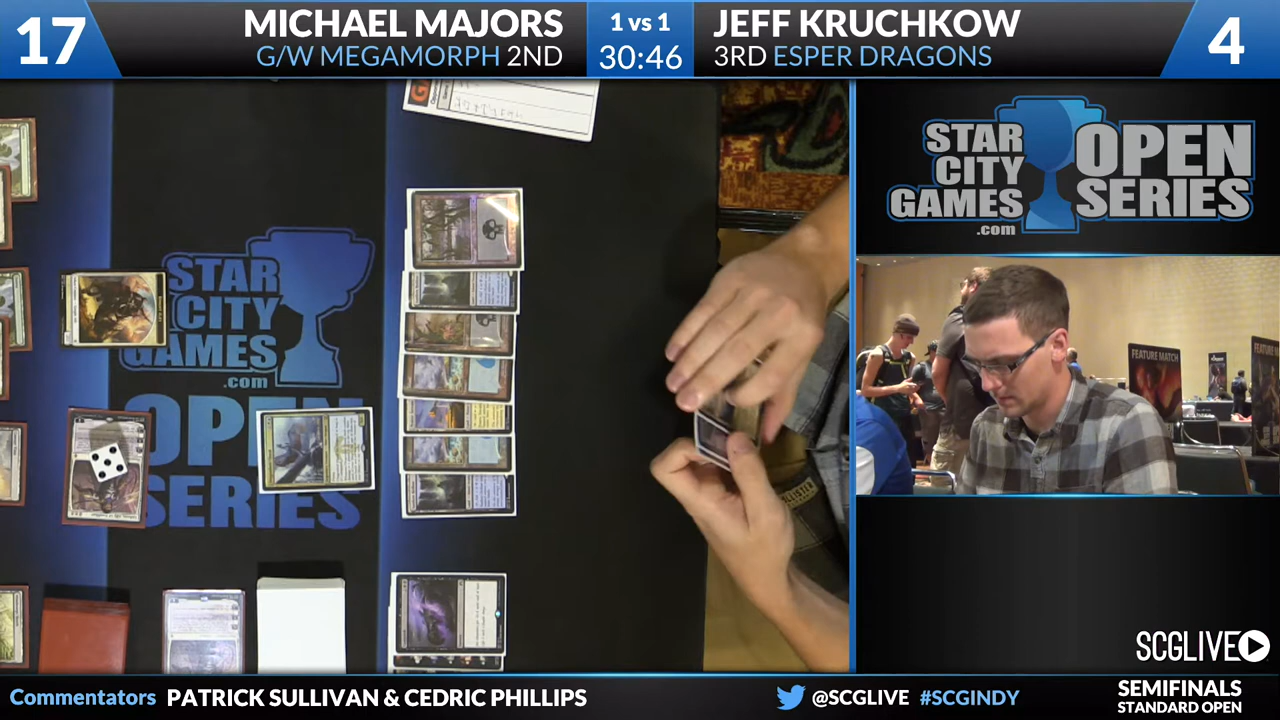 17
MICHAEL MAJORS
G/W MEGAMORPH 2ND
1 vs 1
30:46
JEFF KRUCHKOW
3RD ESPER DRAGONS
4
STAR
CITY
GAMES
.com
OPEN
SERIES
STAR
CITY
GAMES
.com
OPEN
SERIES
FEATURE MATCH
FEATURE M
SCGLIVE
Commentators PATRICK SULLIVAN & CEDRIC PHILLIPS
@SCGLIVE #SCGINDY
SEMIFINALS
STANDARD OPEN